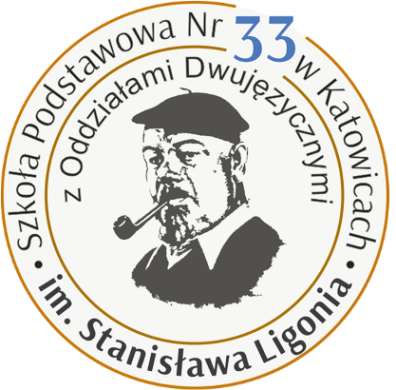 Szkoła Podstawowa Nr 33 w Katowicach
z Oddziałami Dwujęzycznymi
• im. Stanisława Ligonia •